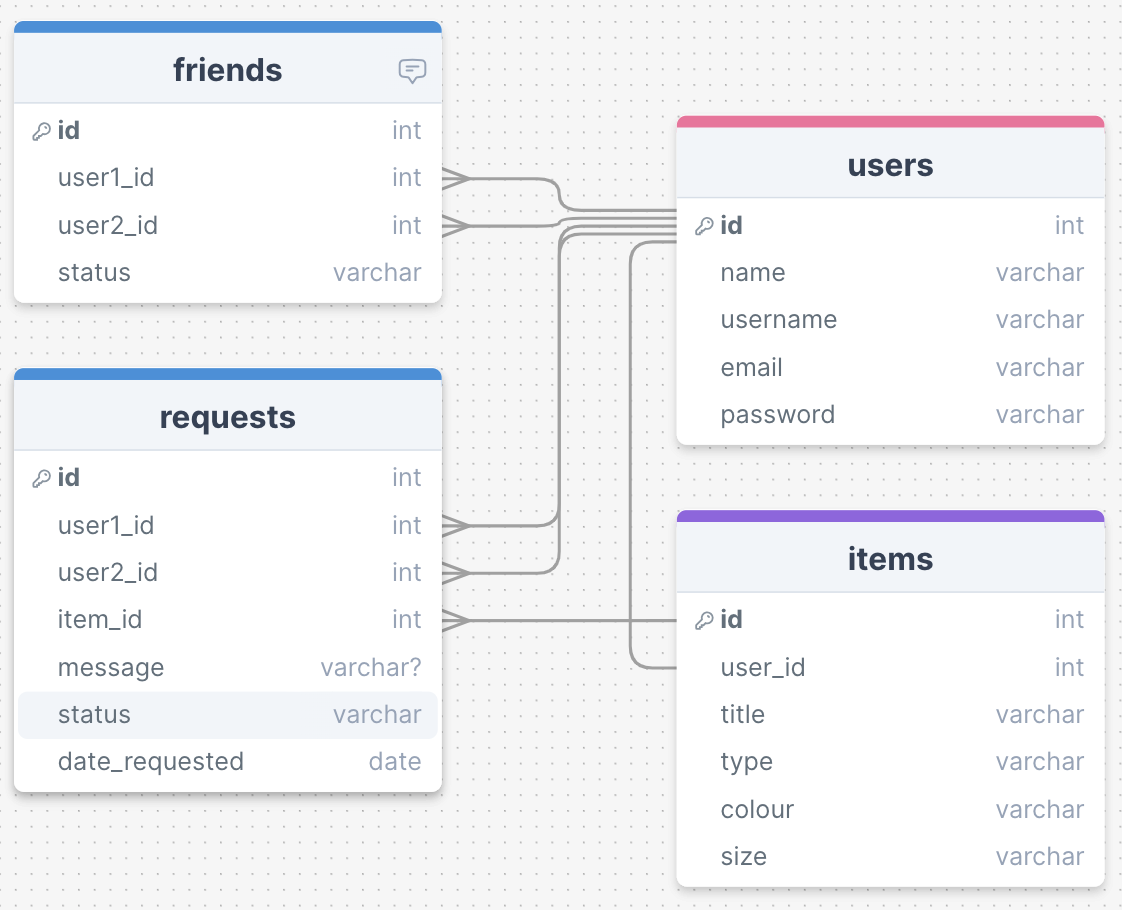 friends
id int
user1_id int
user2_id int
status varchar
requests
id int
user1_id int
user2_id int
item_id int
message varchar?
status varchar
date_requested date
users
id int
name varchar
username varchar
email varchar
password varchar
items
id int
user_id int
title varchar
type varchar
colour varchar
size varchar